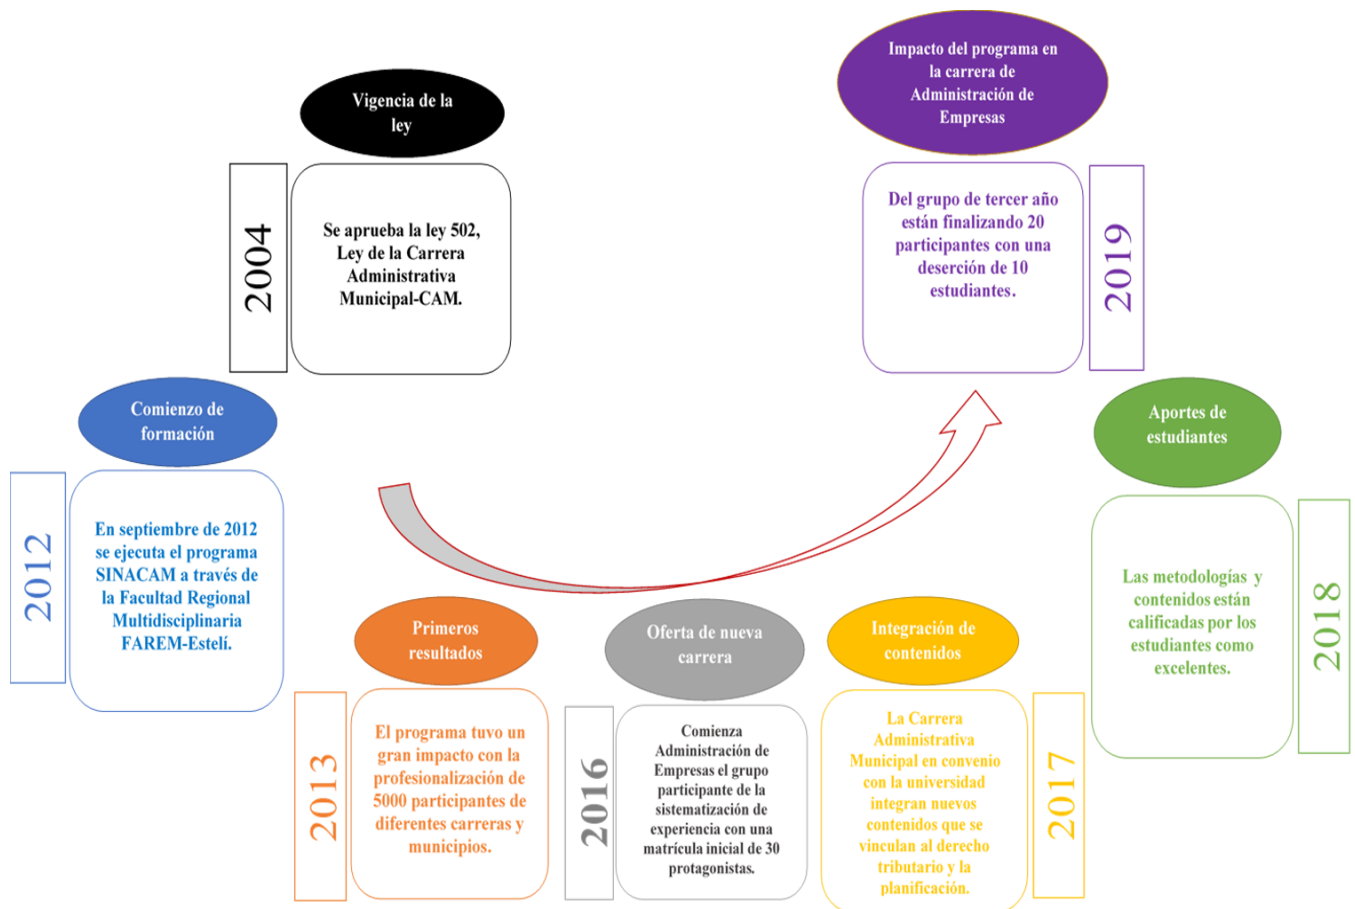 Vigencia de la
ley
2004
Se aprueba la ley 502,
Ley de la Carrera
Administrativa
Municipal-CAM.
Comienzo de
formación
2012
En septiembre de 2012
se ejecuta el programa
SINACAM a través de
la Facultad Regional
Multidisciplinaria
FAREM-Estelí.
Primeros
resultados
2013
El programa tuvo un
gran impacto con la
profesionalización de
5000 participantes de
diferentes carreras y
municipios.
Oferta de nueva
carrera
2016
Comienza
Administración de
Empresas el grupo
participante de la
sistematización de
experiencia con una
matrícula inicial de 30
protagonistas.
Integración de
contenidos
La Carrera
Administrativa
Municipal en convenio
con la universidad
integran nuevos
contenidos que se
vinculan al derecho
tributario y la
planificación.
2017
Aportes de
estudiantes
Las metodologías y
contenidos están
calificadas por los
estudiantes como
excelentes.
2018
Impacto del programa en
la carrera de
Administración de
Empresas
Del grupo de tercer año
están finalizando 20
participantes con una
deserción de 10
estudiantes.
2019